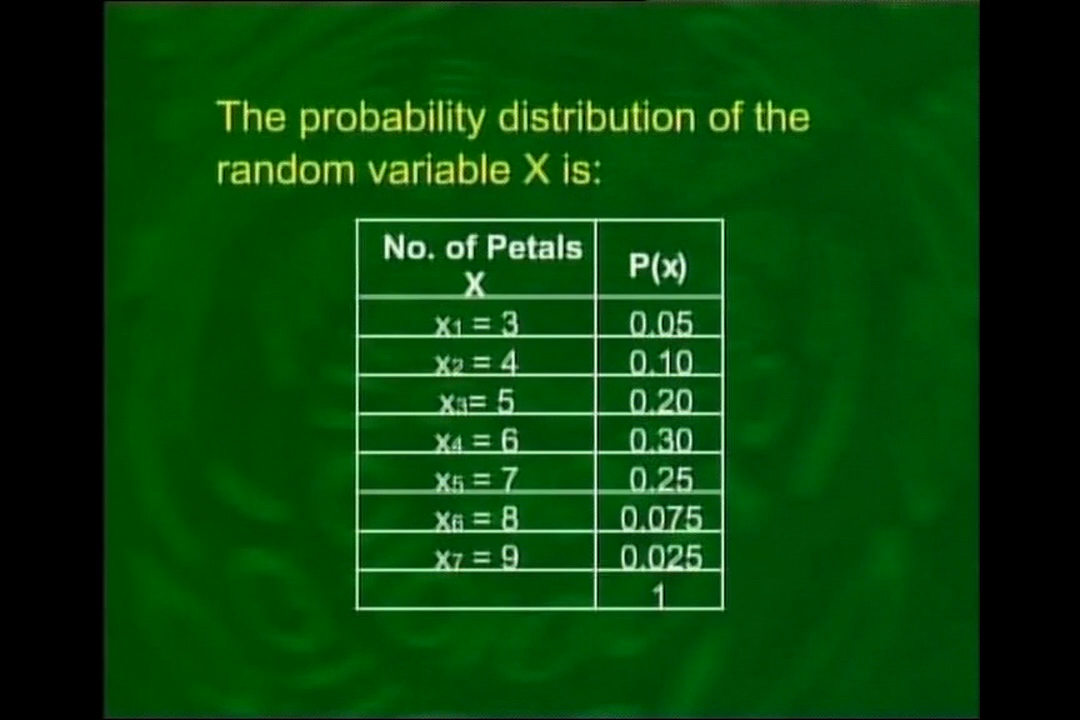 The probability distribution of the
random variable X is:
No. of Petals
X
P(x)
x1 = 3 0.05
x2 = 4 0.10
x3= 5 0.20
x4 = 6 0.30
x5 = 7 0.25
x6 = 8 0.075
x7 = 9 0.025
1